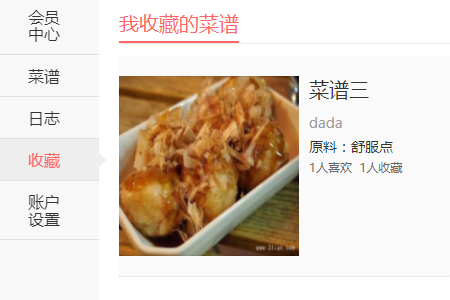 会员
中心
菜谱
日志
收藏
账户
设置
我收藏的菜谱
菜谱三
dada
原料：舒服点
1人喜欢 1人收藏